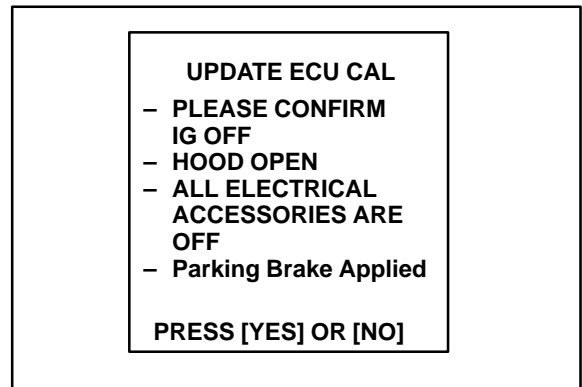 UPDATE ECU CAL
– PLEASE CONFIRM
IG OFF
– HOOD OPEN
– ALL ELECTRICAL
ACCESSORIES ARE
OFF
– Parking Brake Applied
PRESS [YES] OR [NO]